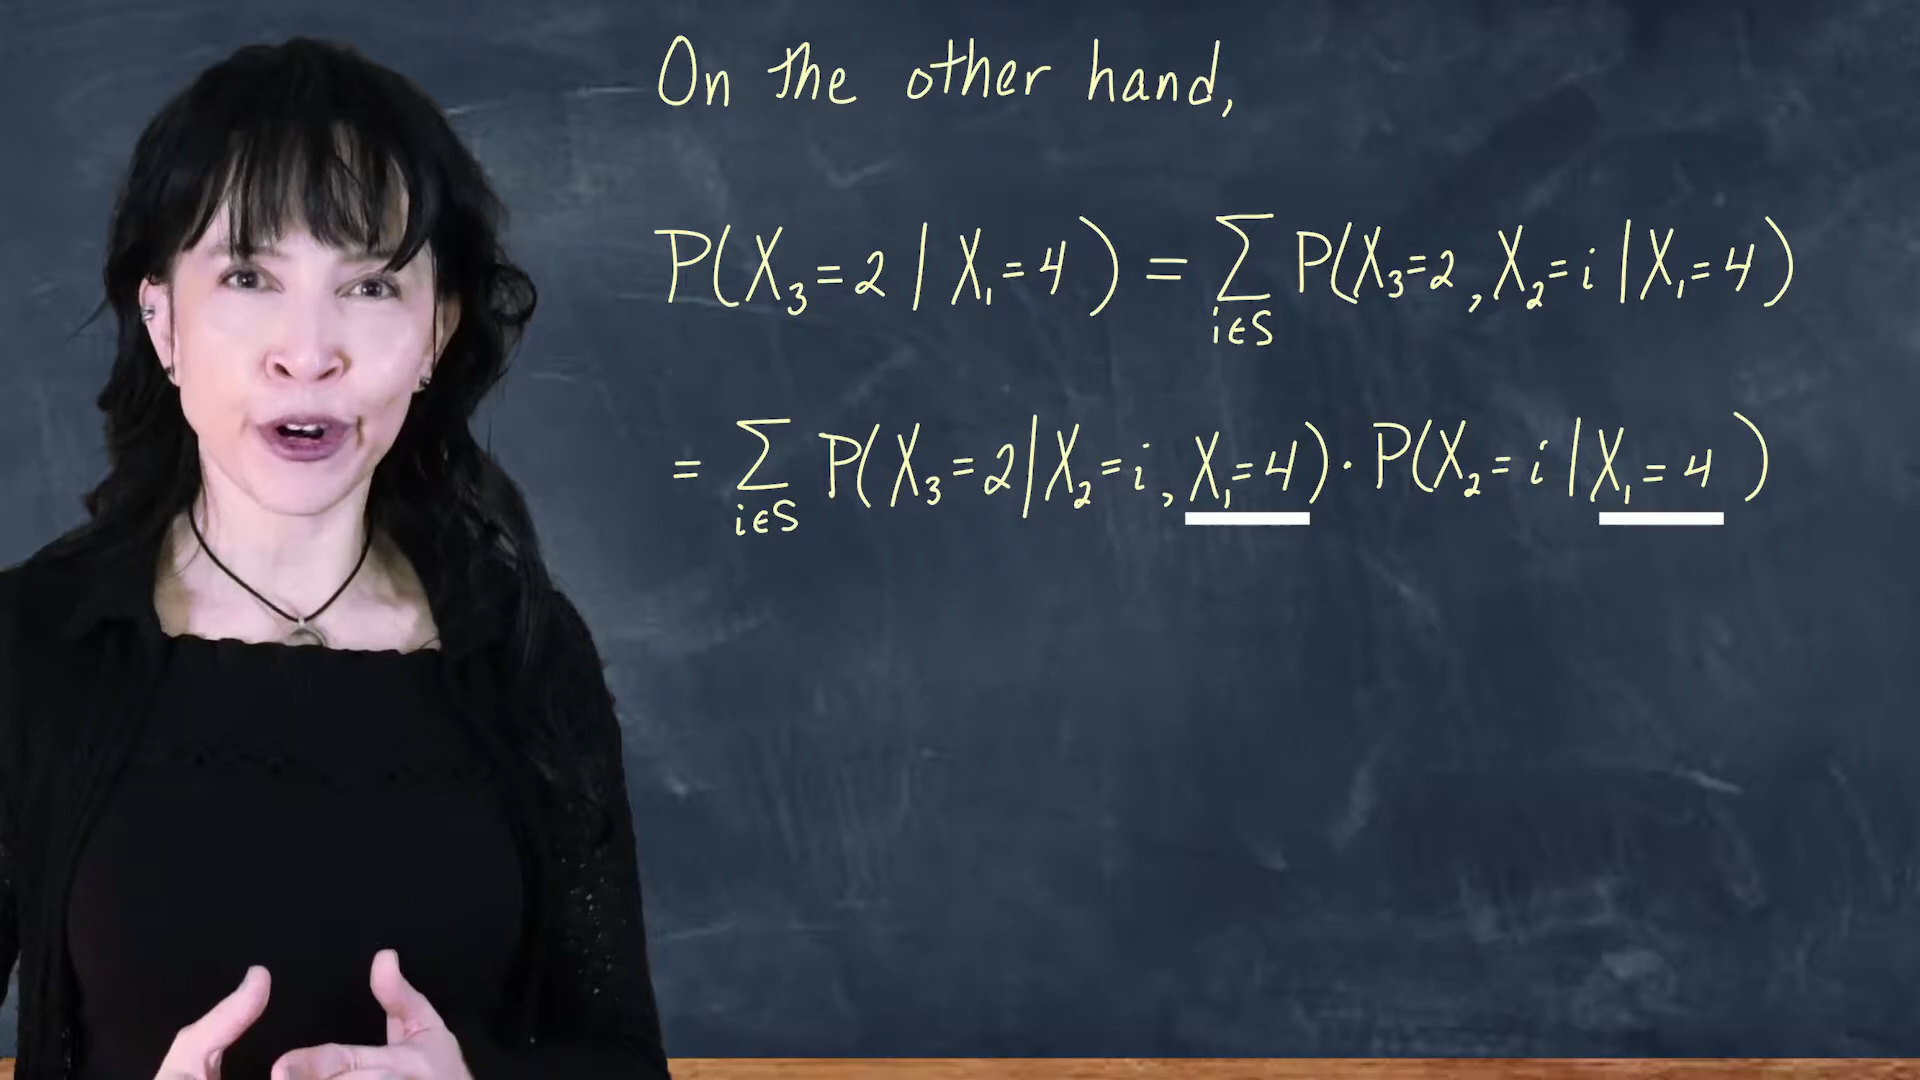 On the other hand,
P(X₃=2 | X₁=4) = ∑ P(X₃=2, X₂=i | X₁=4)
i∈S
= ∑ P(X₃=2 | X₂=i, X₁=4) · P(X₂=i | X₁=4)
i∈S